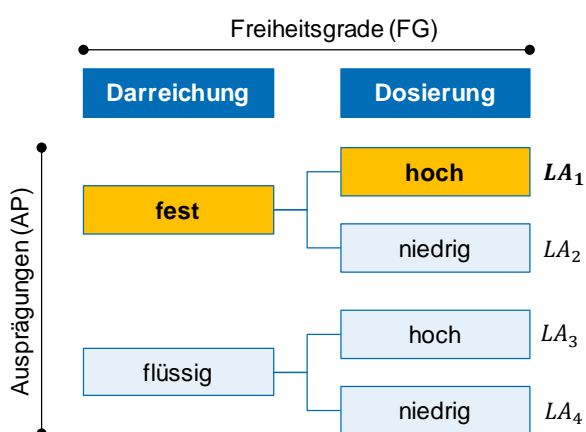 Freiheitsgrade (FG)
Darreichung
Dosierung
Ausprägungen (AP)
fest
hoch
LA₁
niedrig
LA₂
flüssig
hoch
LA₃
niedrig
LA₄